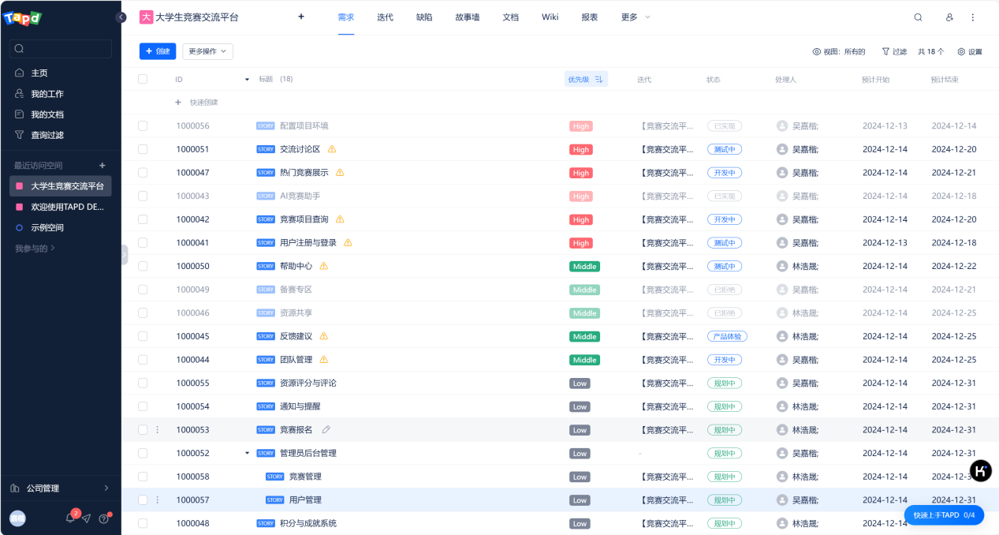 Tapd
大 大学生竞赛交流平台
需求 迭代 缺陷 故事墙 文档 Wiki 报表 更多
主页
我的工作
我的文档
查询过滤
最近访问空间
大学生竞赛交流平台
欢迎使用TAPD DE...
示例空间
我参与的
公司管理
2
创建 更多操作 视图: 所有的 过滤 共 18 个 设置
ID 标题 (18) 优先级 迭代 状态 处理人 预计开始 预计结束
快速创建
1000056 STORY 配置项目环境 High 【竞赛交流平... 已实现 吴嘉楷; 2024-12-13 2024-12-14
1000051 STORY 交流讨论区 High 【竞赛交流平... 测试中 吴嘉楷; 2024-12-14 2024-12-20
1000047 STORY 热门竞赛展示 High 【竞赛交流平... 开发中 吴嘉楷; 2024-12-14 2024-12-21
1000043 STORY AI竞赛助手 High 【竞赛交流平... 已实现 吴嘉楷; 2024-12-14 2024-12-18
1000042 STORY 竞赛项目查询 High 【竞赛交流平... 开发中 吴嘉楷; 2024-12-14 2024-12-20
1000041 STORY 用户注册与登录 High 【竞赛交流平... 测试中 吴嘉楷; 2024-12-14 2024-12-18
1000050 STORY 帮助中心 Middle 【竞赛交流平... 测试中 林浩晟; 2024-12-14 2024-12-22
1000049 STORY 备赛专区 Middle 【竞赛交流平... 已拒绝 吴嘉楷; 2024-12-14 2024-12-21
1000046 STORY 资源共享 Middle 【竞赛交流平... 已拒绝 林浩晟; 2024-12-14 2024-12-25
1000045 STORY 反馈建议 Middle 【竞赛交流平... 产品体验 林浩晟; 2024-12-14 2024-12-25
1000044 STORY 团队管理 Middle 【竞赛交流平... 开发中 吴嘉楷; 2024-12-14 2024-12-25
1000055 STORY 资源评分与评论 Low 【竞赛交流平... 规划中 吴嘉楷; 2024-12-14 2024-12-31
1000054 STORY 通知与提醒 Low 【竞赛交流平... 规划中 林浩晟; 2024-12-14 2024-12-31
1000053 STORY 竞赛报名 Low 【竞赛交流平... 规划中 林浩晟; 2024-12-14 2024-12-31
1000052 STORY 管理员后台管理 Low - 规划中 吴嘉楷; 2024-12-14 2024-12-31
1000058 STORY 竞赛管理 Low 【竞赛交流平... 规划中 林浩晟; 2024-12-14 2024-12-31
1000057 STORY 用户管理 Low 【竞赛交流平... 规划中 吴嘉楷; 2024-12-14 2024-12-31
1000048 STORY 积分与成就系统 Low 【竞赛交流平... 规划中 林浩晟; 2024-12-14
K
快速上手TAPD 0/4